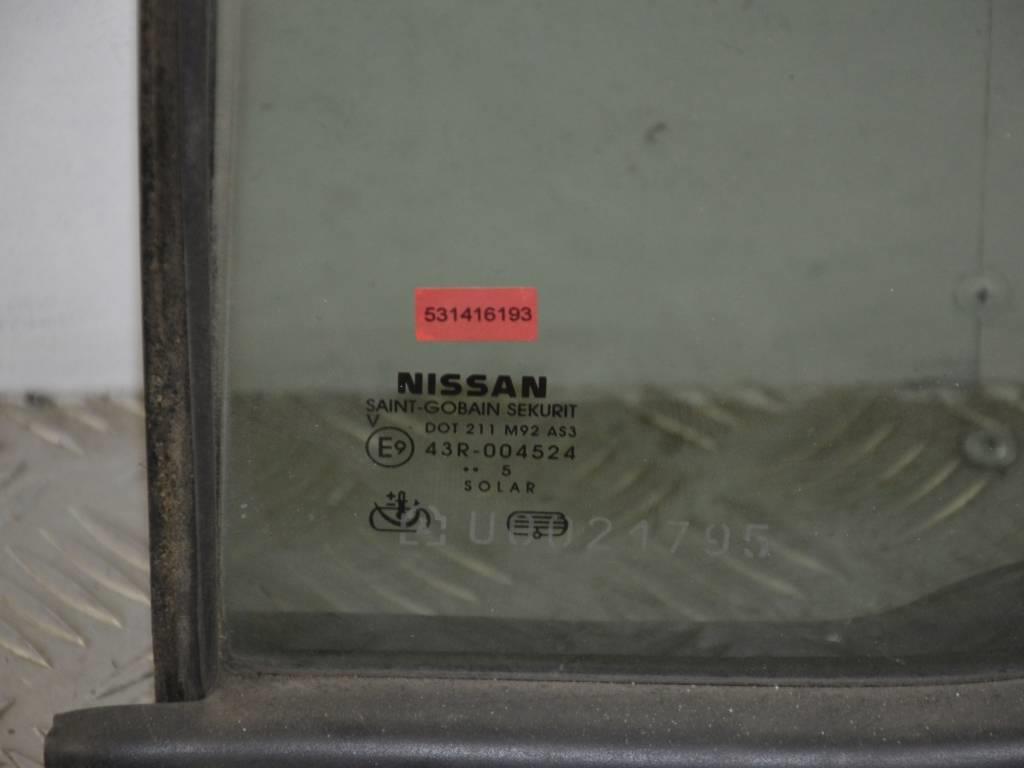 531416193
NISSAN
SAINT-GOBAIN SEKURIT
V
DOT 211 M92 AS3
E9 43R-004524
•• 5
SOLAR